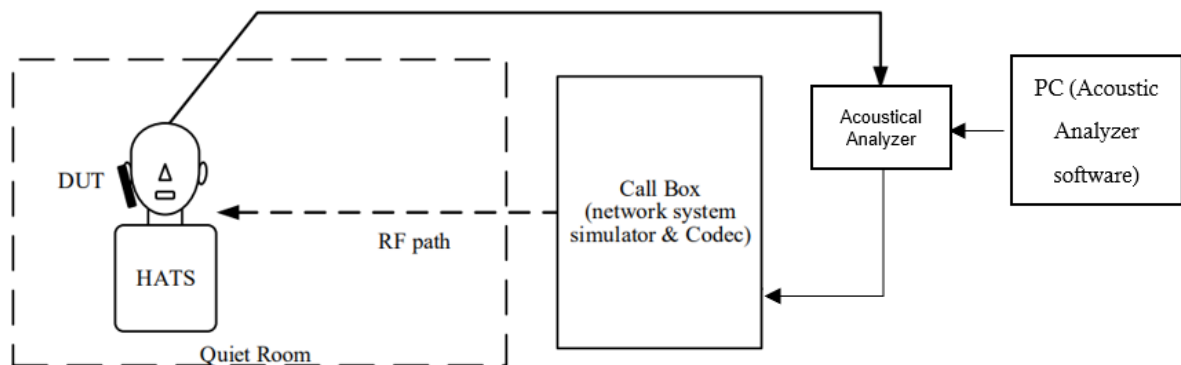 DUT
HATS
RF path
Quiet Room
Call Box
(network system
simulator & Codec)
Acoustical
Analyzer
PC (Acoustic
Analyzer
software)